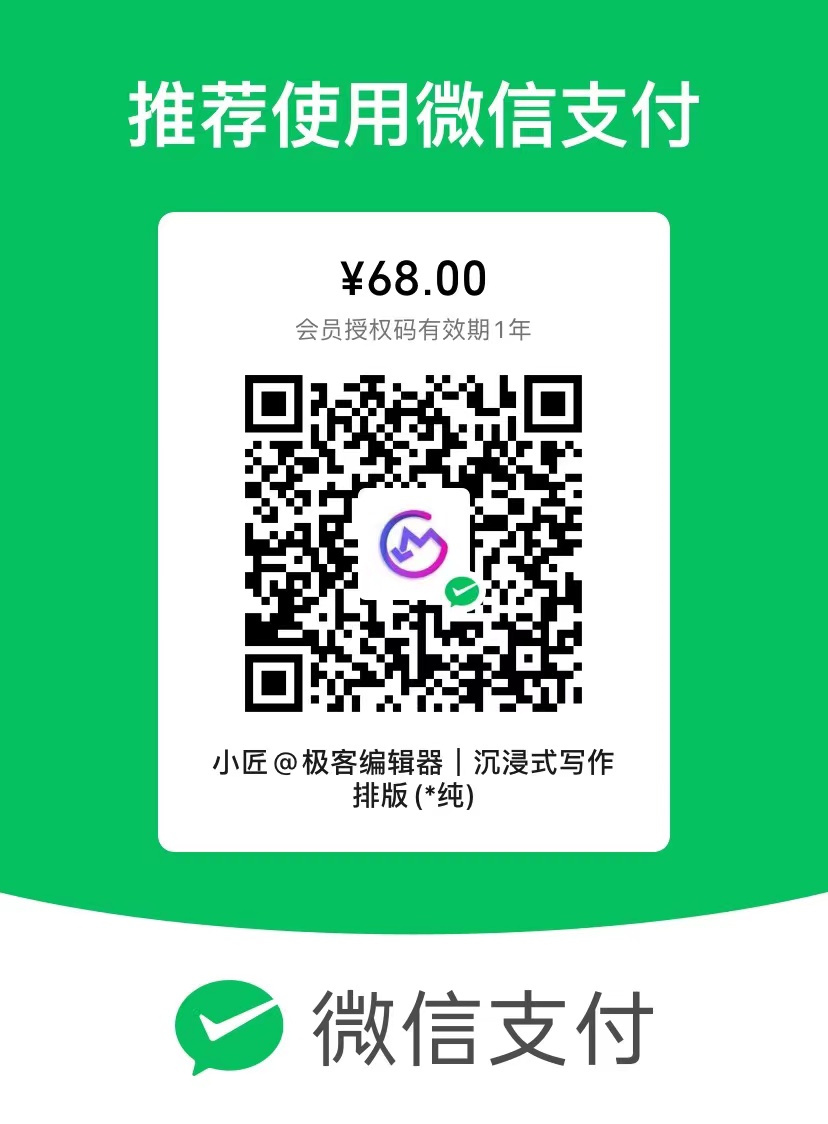 推荐使用微信支付
¥68.00
会员授权码有效期1年
小匠@极客编辑器｜沉浸式写作
排版(*纯)
微信支付